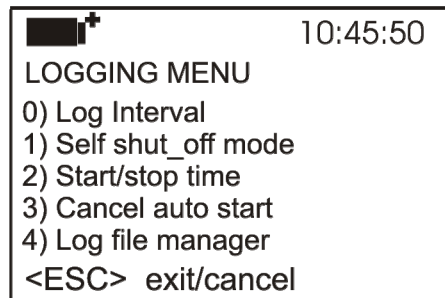 10:45:50
LOGGING MENU
0) Log Interval
1) Self shut_off mode
2) Start/stop time
3) Cancel auto start
4) Log file manager
<ESC> exit/cancel